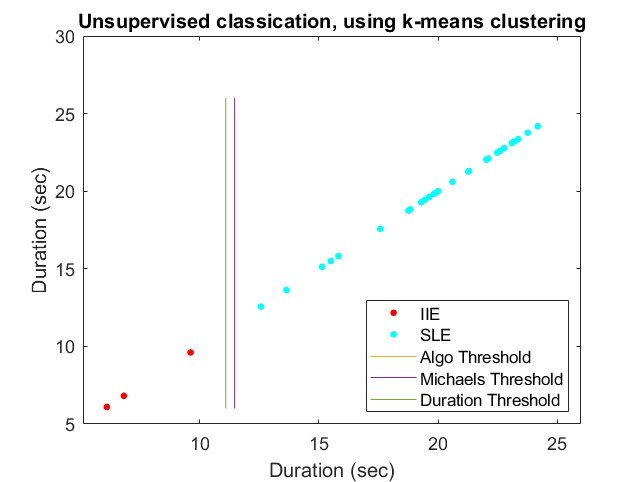 Unsupervised classication, using k-means clustering
30
25
20
15
10
5
Duration (sec)
10 15 20 25
Duration (sec)
IIE
SLE
Algo Threshold
Michaels Threshold
Duration Threshold